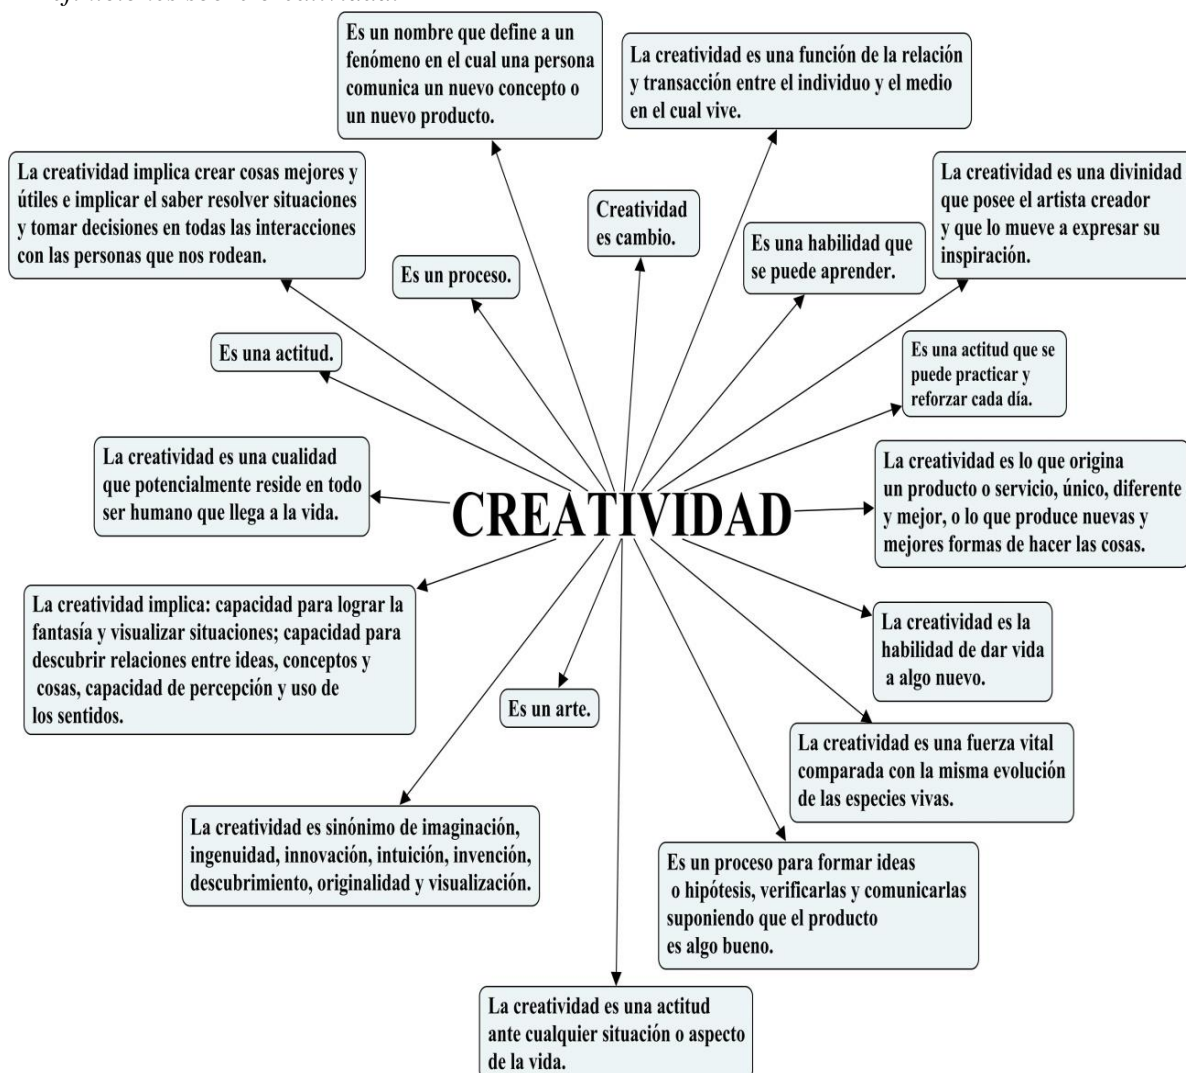 sobre creatividad.
Es un nombre que define a un
fenómeno en el cual una persona
comunica un nuevo concepto o
un nuevo producto.
La creatividad es una función de la relación
y transacción entre el individuo y el medio
en el cual vive.
La creatividad implica crear cosas mejores y
útiles e implicar el saber resolver situaciones
y tomar decisiones en todas las interacciones
con las personas que nos rodean.
Creatividad
es cambio.
La creatividad es una divinidad
que posee el artista creador
y que lo mueve a expresar su
inspiración.
Es un proceso.
Es una habilidad que
se puede aprender.
Es una actitud.
Es una actitud que se
puede practicar y
reforzar cada día.
La creatividad es una cualidad
que potencialmente reside en todo
ser humano que llega a la vida.
CREATIVIDAD
La creatividad es lo que origina
un producto o servicio, único, diferente
y mejor, o lo que produce nuevas y
mejores formas de hacer las cosas.
La creatividad implica: capacidad para lograr la
fantasía y visualizar situaciones; capacidad para
descubrir relaciones entre ideas, conceptos y
cosas, capacidad de percepción y uso de
los sentidos.
La creatividad es la
habilidad de dar vida
a algo nuevo.
Es un arte.
La creatividad es una fuerza vital
comparada con la misma evolución
de las especies vivas.
La creatividad es sinónimo de imaginación,
ingenuidad, innovación, intuición, invención,
descubrimiento, originalidad y visualización.
Es un proceso para formar ideas
o hipótesis, verificarlas y comunicarlas
suponiendo que el producto
es algo bueno.
La creatividad es una actitud
ante cualquier situación o aspecto
de la vida.